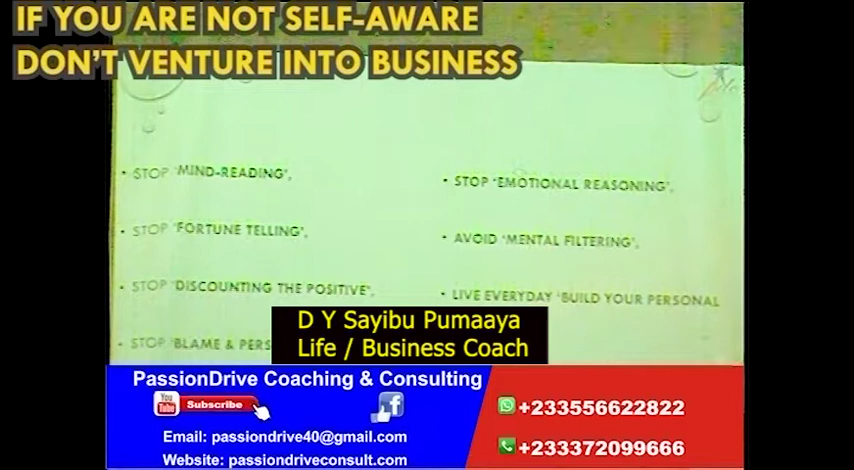 IF YOU ARE NOT SELF-AWARE
DON'T VENTURE INTO BUSINESS
• STOP 'MIND-READING',
• STOP 'FORTUNE TELLING',
• STOP 'DISCOUNTING THE POSITIVE',
• STOP 'BLAME &
• STOP 'EMOTIONAL REASONING',
• AVOID 'MENTAL FILTERING',
• LIVE EVERYDAY 'BUILD YOUR PERSONAL
D Y Sayibu Pumaaya
Life / Business Coach
PassionDrive Coaching & Consulting
You Tube Subscribe
f
Email: passiondrive40@gmail.com
Website: passiondriveconsult.com
+233556622822
+233372099666